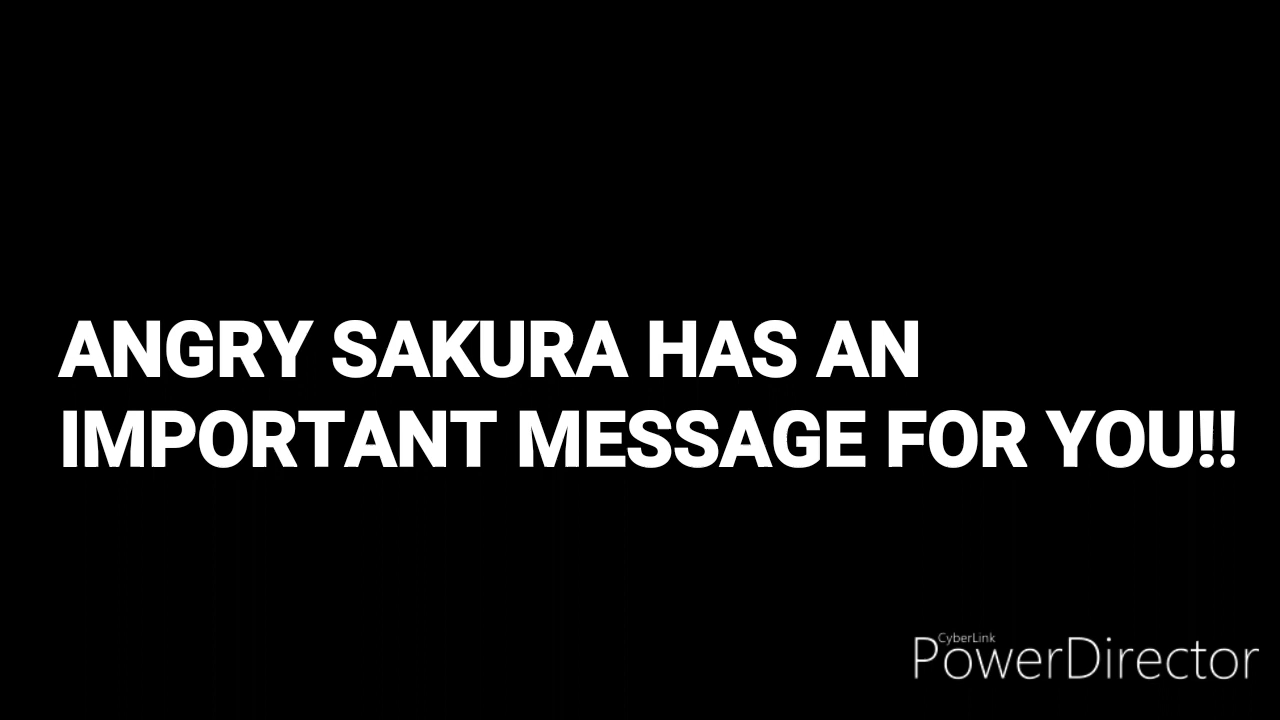 ANGRY SAKURA HAS AN
IMPORTANT MESSAGE FOR YOU!!
CyberLink
PowerDirector